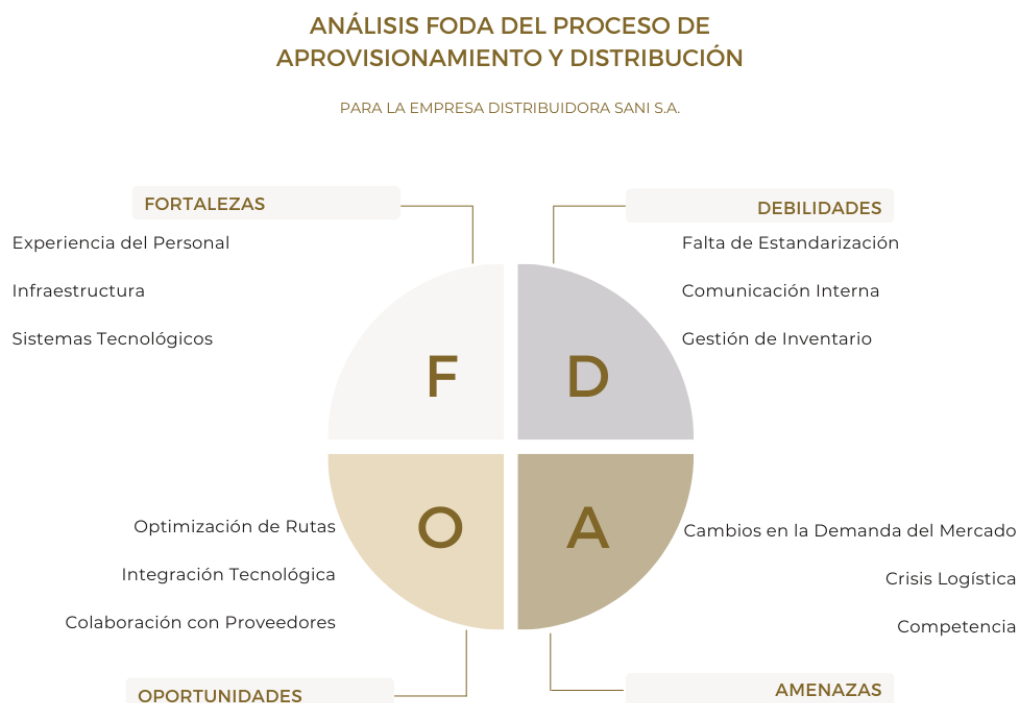 ANÁLISIS FODA DEL PROCESO DE
APROVISIONAMIENTO Y DISTRIBUCIÓN
PARA LA EMPRESA DISTRIBUIDORA SANI S.A.
FORTALEZAS
Experiencia del Personal
Infraestructura
Sistemas Tecnológicos
DEBILIDADES
Falta de Estandarización
Comunicación Interna
Gestión de Inventario
F
D
O
A
Optimización de Rutas
Integración Tecnológica
Colaboración con Proveedores
OPORTUNIDADES
Cambios en la Demanda del Mercado
Crisis Logística
Competencia
AMENAZAS